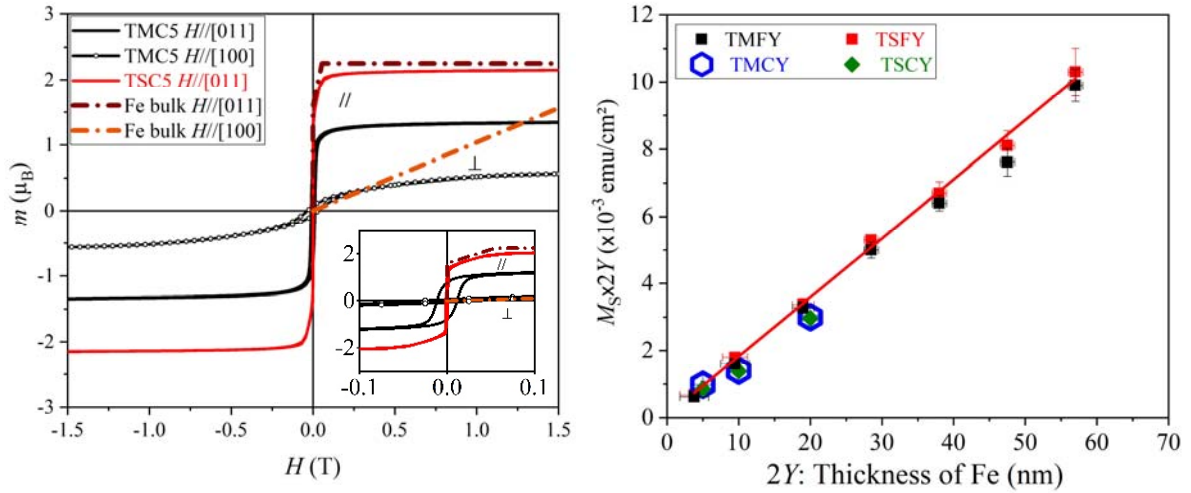 3
2
1
0
-1
-2
-3
m (μB)
TMC5 H//[011]
TMC5 H//[100]
TSC5 H//[011]
Fe bulk H//[011]
Fe bulk H//[100]
//
⊥
2
0
-2
//
⊥
-0.1 0.0 0.1
-1.5 -1.0 -0.5 0.0 0.5 1.0 1.5
H (T)
12
10
8
6
4
2
0
MSx2Y (x10⁻³ emu/cm²)
TMFY TSFY
TMCY TSCY
0 10 20 30 40 50 60 70
2Y: Thickness of Fe (nm)